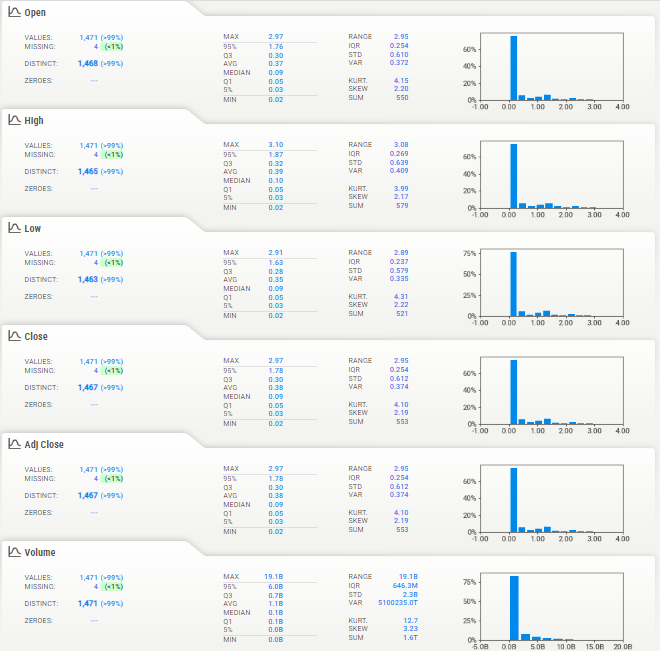 Open
VALUES: 1,471 (>99%)
MISSING: 4 (<1%)
DISTINCT: 1,468 (>99%)
ZEROES: ---
MAX 2.97
95% 1.76
Q3 0.30
AVG 0.37
MEDIAN 0.09
Q1 0.05
5% 0.03
MIN 0.02
RANGE 2.95
IQR 0.254
STD 0.610
VAR 0.372
KURT. 4.15
SKEW 2.20
SUM 550
60%
40%
20%
0%
-1.00 0.00 1.00 2.00 3.00 4.00
High
VALUES: 1,471 (>99%)
MISSING: 4 (<1%)
DISTINCT: 1,465 (>99%)
ZEROES: ---
MAX 3.10
95% 1.87
Q3 0.32
AVG 0.39
MEDIAN 0.10
Q1 0.05
5% 0.03
MIN 0.02
RANGE 3.08
IQR 0.269
STD 0.639
VAR 0.409
KURT. 3.99
SKEW 2.17
SUM 579
60%
40%
20%
0%
-1.00 0.00 1.00 2.00 3.00 4.00
Low
VALUES: 1,471 (>99%)
MISSING: 4 (<1%)
DISTINCT: 1,463 (>99%)
ZEROES: ---
MAX 2.91
95% 1.63
Q3 0.28
AVG 0.35
MEDIAN 0.09
Q1 0.05
5% 0.03
MIN 0.02
RANGE 2.89
IQR 0.237
STD 0.579
VAR 0.335
KURT. 4.31
SKEW 2.22
SUM 521
75%
50%
25%
0%
-1.00 0.00 1.00 2.00 3.00 4.00
Close
VALUES: 1,471 (>99%)
MISSING: 4 (<1%)
DISTINCT: 1,467 (>99%)
ZEROES: ---
MAX 2.97
95% 1.78
Q3 0.30
AVG 0.38
MEDIAN 0.09
Q1 0.05
5% 0.03
MIN 0.02
RANGE 2.95
IQR 0.254
STD 0.612
VAR 0.374
KURT. 4.10
SKEW 2.19
SUM 553
60%
40%
20%
0%
-1.00 0.00 1.00 2.00 3.00 4.00
Adj Close
VALUES: 1,471 (>99%)
MISSING: 4 (<1%)
DISTINCT: 1,467 (>99%)
ZEROES: ---
MAX 2.97
95% 1.78
Q3 0.30
AVG 0.38
MEDIAN 0.09
Q1 0.05
5% 0.03
MIN 0.02
RANGE 2.95
IQR 0.254
STD 0.612
VAR 0.374
KURT. 4.10
SKEW 2.19
SUM 553
60%
40%
20%
0%
-1.00 0.00 1.00 2.00 3.00 4.00
Volume
VALUES: 1,471 (>99%)
MISSING: 4 (<1%)
DISTINCT: 1,471 (>99%)
ZEROES: ---
MAX 19.1B
95% 6.0B
Q3 0.7B
AVG 1.1B
MEDIAN 0.1B
Q1 0.1B
5% 0.0B
MIN 0.0B
RANGE 19.1B
IQR 646.3M
STD 2.3B
VAR 5100235.0T
KURT. 12.7
SKEW 3.23
SUM 1.6T
75%
50%
25%
0%
-5.0B 0.0B 5.0B 10.0B 15.0B 20.0B